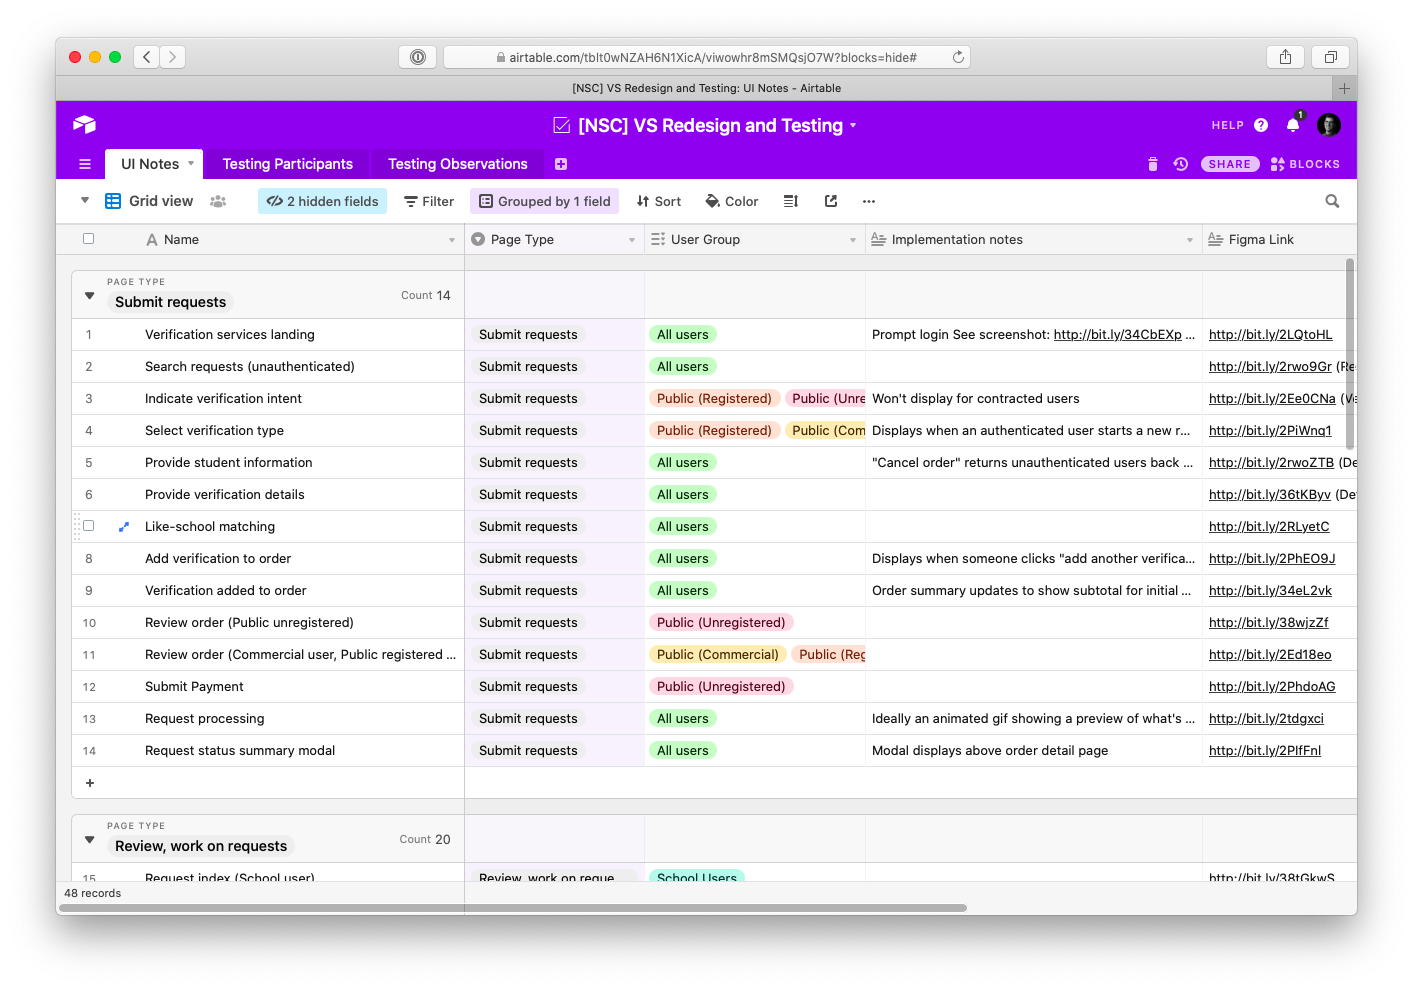 airtable.com/tblt0wNZAH6N1XicA/viwowhr8mSMQsjO7W?blocks=hide#
[NSC] VS Redesign and Testing: UI Notes - Airtable
[NSC] VS Redesign and Testing
HELP ? 1
UI Notes Testing Participants Testing Observations
SHARE BLOCKS
Grid view 2 hidden fields Filter Grouped by 1 field Sort Color
Name Page Type User Group Implementation notes Figma Link
PAGE TYPE
Submit requests Count 14
1 Verification services landing Submit requests All users Prompt login See screenshot: http://bit.ly/34CbEXp ... http://bit.ly/2LQtoHL
2 Search requests (unauthenticated) Submit requests All users http://bit.ly/2rwo9Gr (Re
3 Indicate verification intent Submit requests Public (Registered) Public (Unre Won't display for contracted users http://bit.ly/2Ee0CNa (Ve
4 Select verification type Submit requests Public (Registered) Public (Com Displays when an authenticated user starts a new r... http://bit.ly/2PiWnq1
5 Provide student information Submit requests All users "Cancel order" returns unauthenticated users back ... http://bit.ly/2rwoZTB (De
6 Provide verification details Submit requests All users http://bit.ly/36tKByv (De
Like-school matching Submit requests All users http://bit.ly/2RLyetC
8 Add verification to order Submit requests All users Displays when someone clicks "add another verifica... http://bit.ly/2PhEO9J
9 Verification added to order Submit requests All users Order summary updates to show subtotal for initial ... http://bit.ly/34eL2vk
10 Review order (Public unregistered) Submit requests Public (Unregistered) http://bit.ly/38wjzZf
11 Review order (Commercial user, Public registered ... Submit requests Public (Commercial) Public (Reg http://bit.ly/2Ed18eo
12 Submit Payment Submit requests Public (Unregistered) http://bit.ly/2PhdoAG
13 Request processing Submit requests All users Ideally an animated gif showing a preview of what's ... http://bit.ly/2tdgxci
14 Request status summary modal Submit requests All users Modal displays above order detail page http://bit.ly/2PIfFnI
+
PAGE TYPE
Review, work on requests Count 20
15 Request index (School user) Review, work on reque School Users http://bit.ly/38tGkwS
48 records